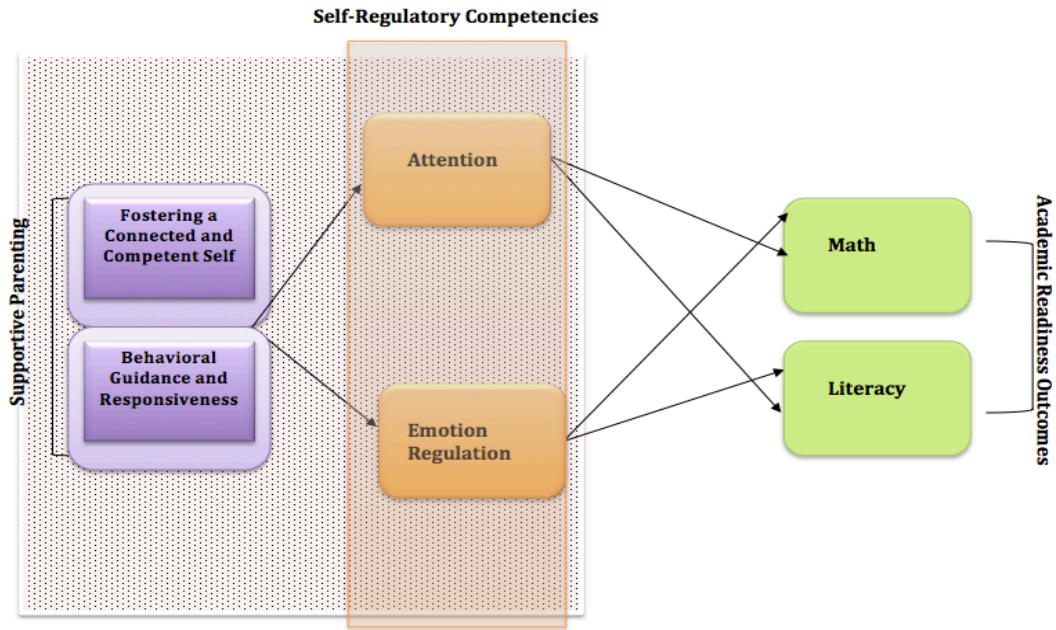 Self-Regulatory Competencies
Supportive Parenting
Fostering a
Connected and
Competent Self
Behavioral
Guidance and
Responsiveness
Attention
Emotion
Regulation
Math
Literacy
Academic Readiness Outcomes